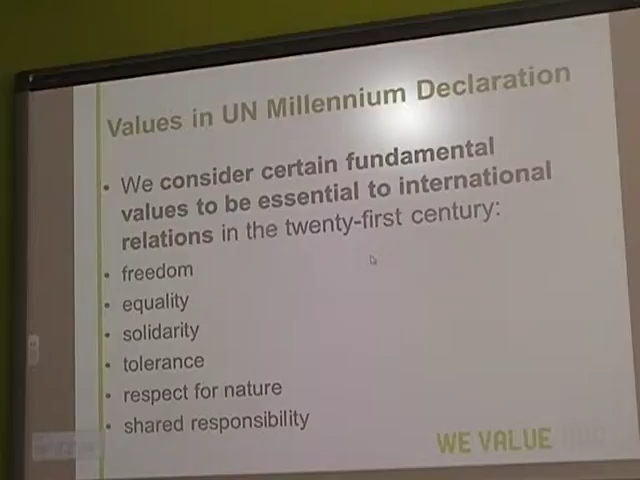 Values in UN Millennium Declaration
• We consider certain fundamental
values to be essential to international
relations in the twenty-first century:
• freedom
• equality
• solidarity
• tolerance
• respect for nature
• shared responsibility
WE VALUE